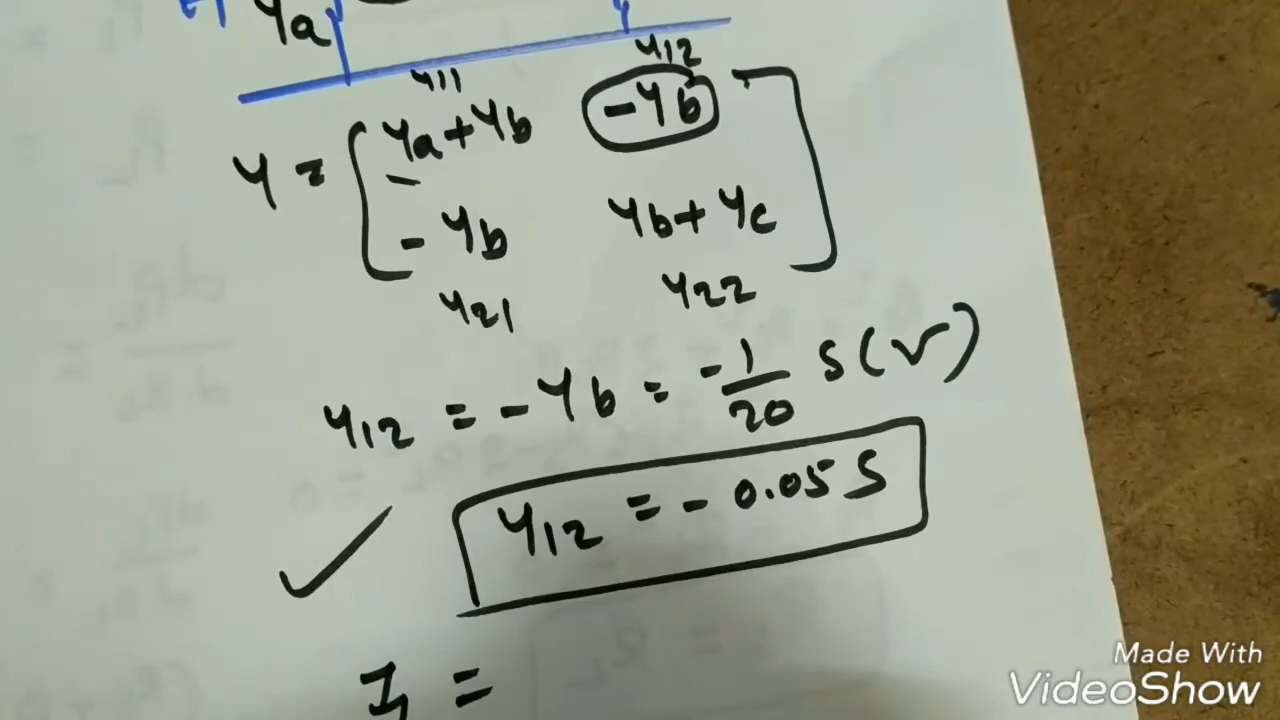 Ya
Y11 Y12
Y = [ Ya+Yb -Yb ]
- Yb Yb+Yc
Y21 Y22
Y12 = -Yb = -1/20 S(℧)
Y12 = - 0.05 S
I1 =
Made With
VideoShow